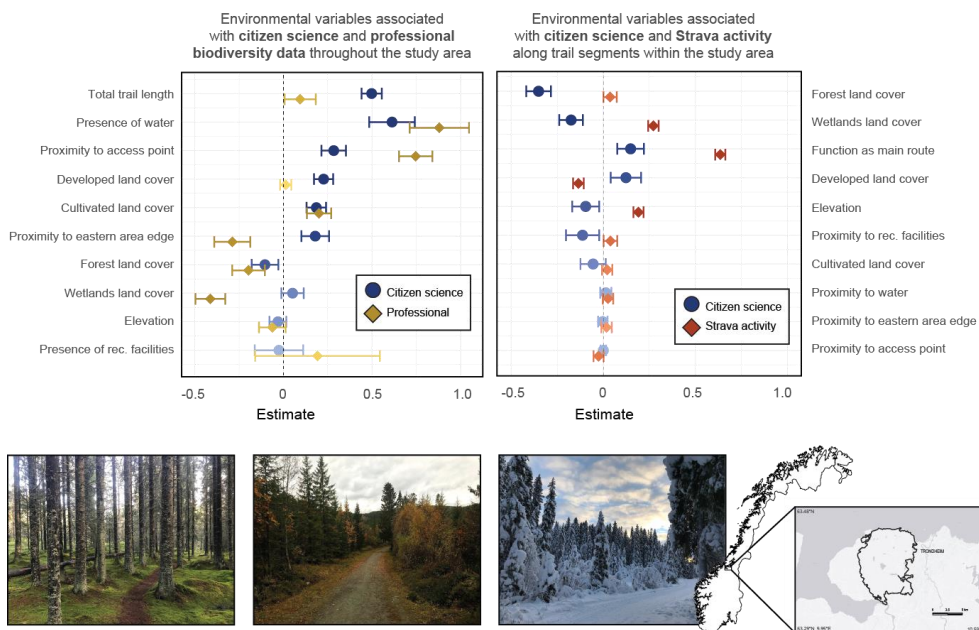 Environmental variables associated
with citizen science and professional
biodiversity data throughout the study area
Total trail length
Presence of water
Proximity to access point
Developed land cover
Cultivated land cover
Proximity to eastern area edge
Forest land cover
Wetlands land cover
Elevation
Presence of rec. facilities
Citizen science
Professional
-0.5 0 0.5 1.0
Estimate
Environmental variables associated
with citizen science and Strava activity
along trail segments within the study area
Forest land cover
Wetlands land cover
Function as main route
Developed land cover
Elevation
Proximity to rec. facilities
Cultivated land cover
Proximity to water
Proximity to eastern area edge
Proximity to access point
Citizen science
Strava activity
-0.5 0 0.5 1.0
Estimate
TRONDHEIM